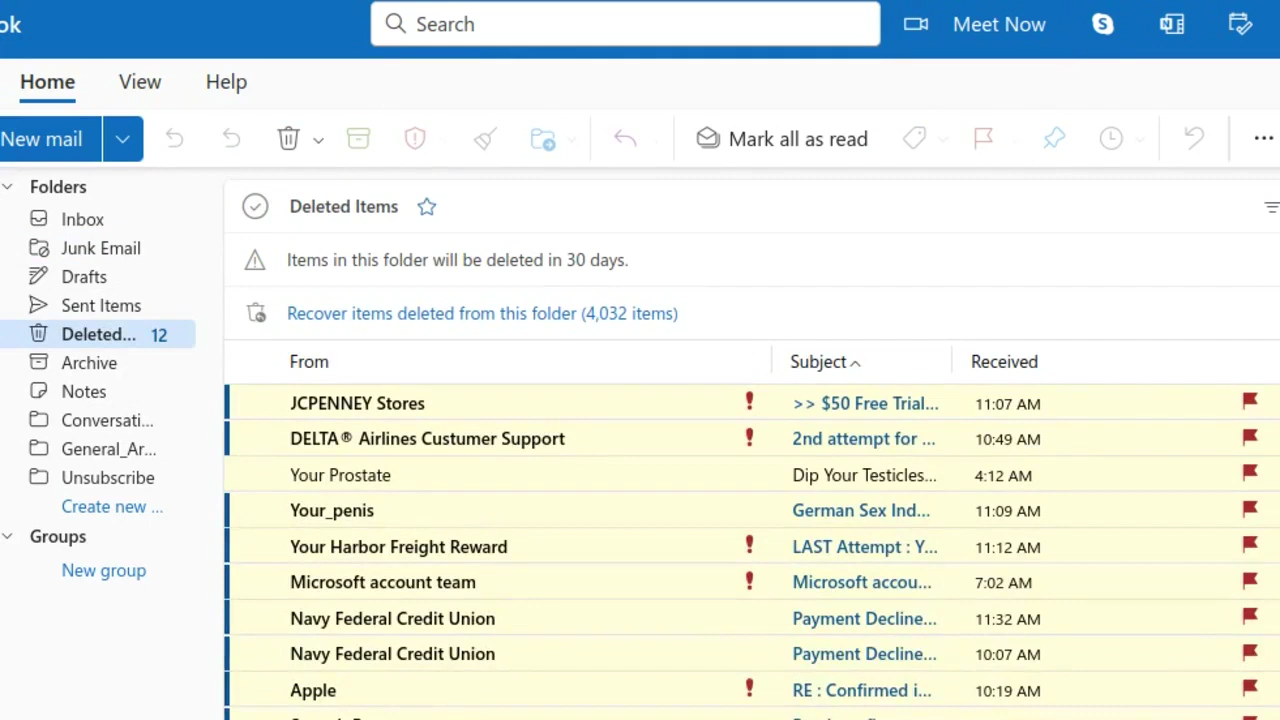 ok Search Meet Now
Home View Help
New mail Mark all as read
Folders
Inbox
Junk Email
Drafts
Sent Items
Deleted... 12
Archive
Notes
Conversati...
General_Ar...
Unsubscribe
Create new ...
Groups
New group
Deleted Items
Items in this folder will be deleted in 30 days.
Recover items deleted from this folder (4,032 items)
From Subject Received
JCPENNEY Stores >> $50 Free Trial... 11:07 AM
DELTA® Airlines Custumer Support 2nd attempt for ... 10:49 AM
Your Prostate Dip Your Testicles... 4:12 AM
Your_penis German Sex Ind... 11:09 AM
Your Harbor Freight Reward LAST Attempt : Y... 11:12 AM
Microsoft account team Microsoft accou... 7:02 AM
Navy Federal Credit Union Payment Decline... 11:32 AM
Navy Federal Credit Union Payment Decline... 10:07 AM
Apple RE : Confirmed i... 10:19 AM